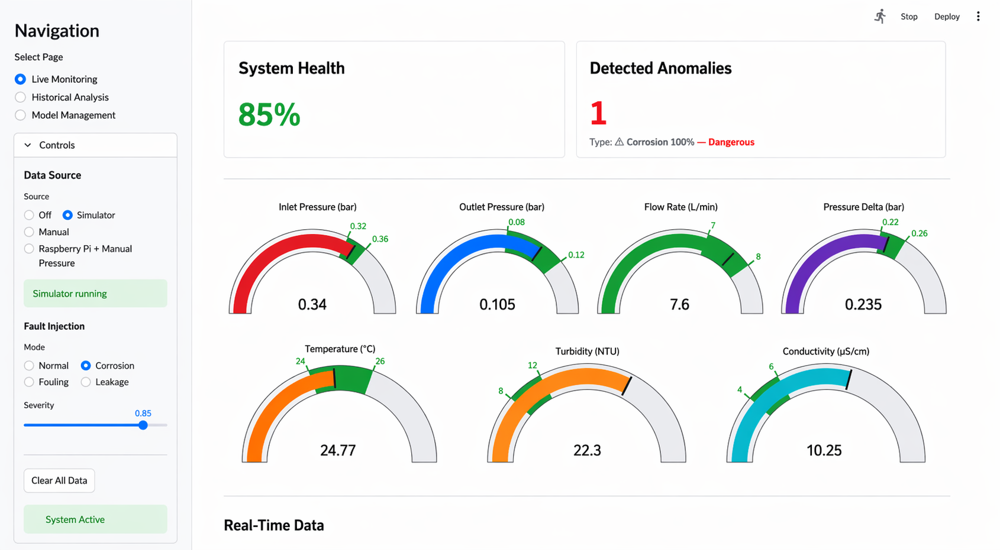 Navigation
Select Page
Live Monitoring
Historical Analysis
Model Management
Controls
Data Source
Source
Off Simulator
Manual
Raspberry Pi + Manual
Pressure
Simulator running
Fault Injection
Mode
Normal Corrosion
Fouling Leakage
Severity
0.85
Clear All Data
System Active
Stop Deploy
System Health
85%
Detected Anomalies
1
Type: ⚠ Corrosion 100% — Dangerous
Inlet Pressure (bar)
0.32
0.36
0.34
Outlet Pressure (bar)
0.08
0.12
0.105
Flow Rate (L/min)
7
8
7.6
Pressure Delta (bar)
0.22
0.26
0.235
Temperature (°C)
24
26
24.77
Turbidity (NTU)
12
8
22.3
Conductivity (µS/cm)
6
4
10.25
Real-Time Data